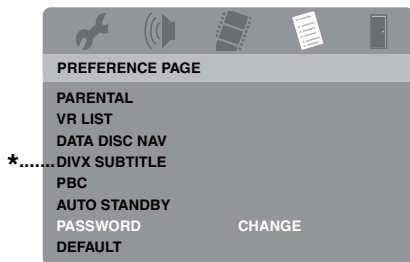 PREFERENCE PAGE
PARENTAL
VR LIST
DATA DISC NAV
*.......DIVX SUBTITLE
PBC
AUTO STANDBY
PASSWORD CHANGE
DEFAULT